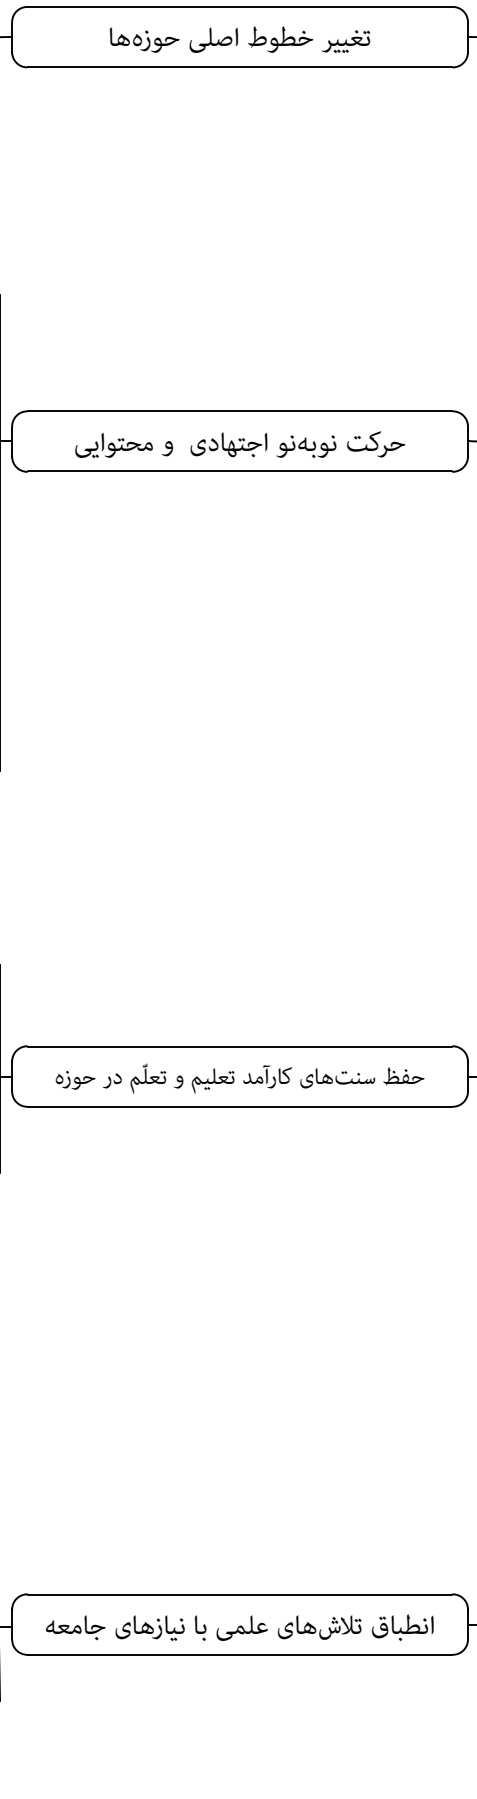 تغییر خطوط اصلی حوزه‌ها
حرکت نوبه‌نو اجتهادی و محتوایی
حفظ سنت‌های کارآمد تعلیم و تعلّم در حوزه
انطباق تلاش‌های علمی با نیازهای جامعه